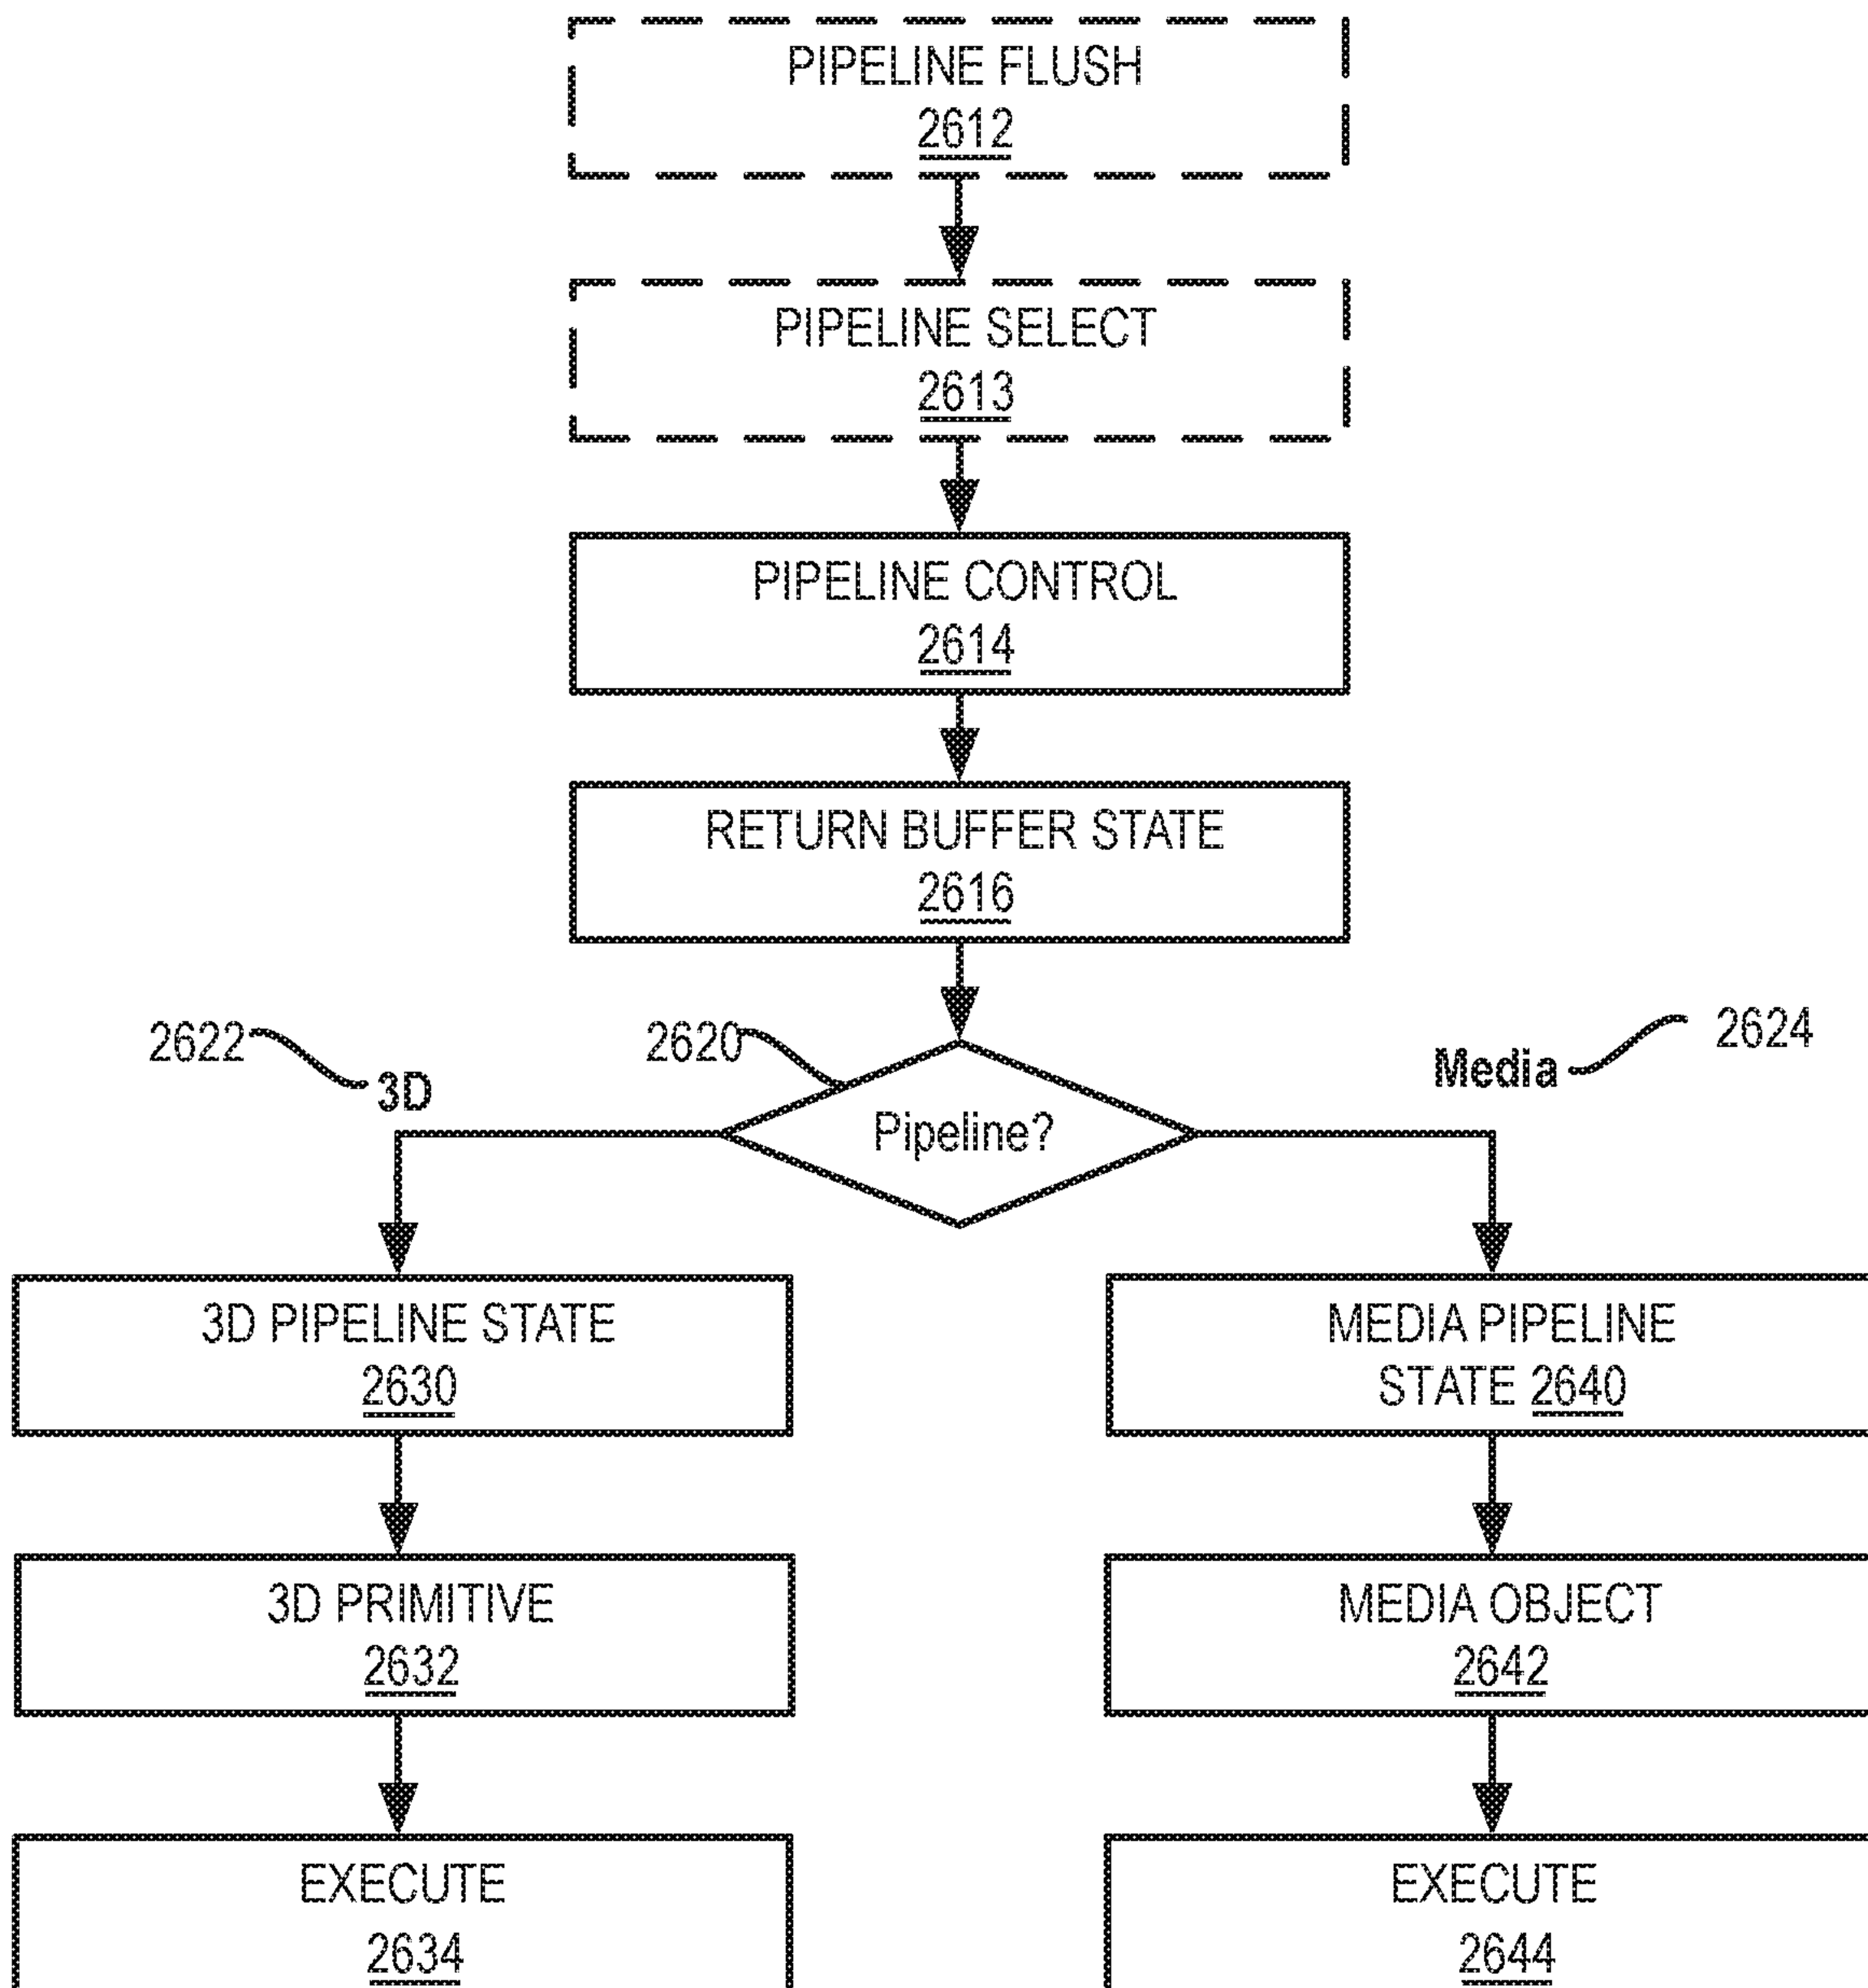 PIPELINE FLUSH
2612
PIPELINE SELECT
2613
PIPELINE CONTROL
2614
RETURN BUFFER STATE
2616
2622
2620
2624
3D
Media
Pipeline?
3D PIPELINE STATE
2630
MEDIA PIPELINE
STATE 2640
3D PRIMITIVE
2632
MEDIA OBJECT
2642
EXECUTE
2634
EXECUTE
2644